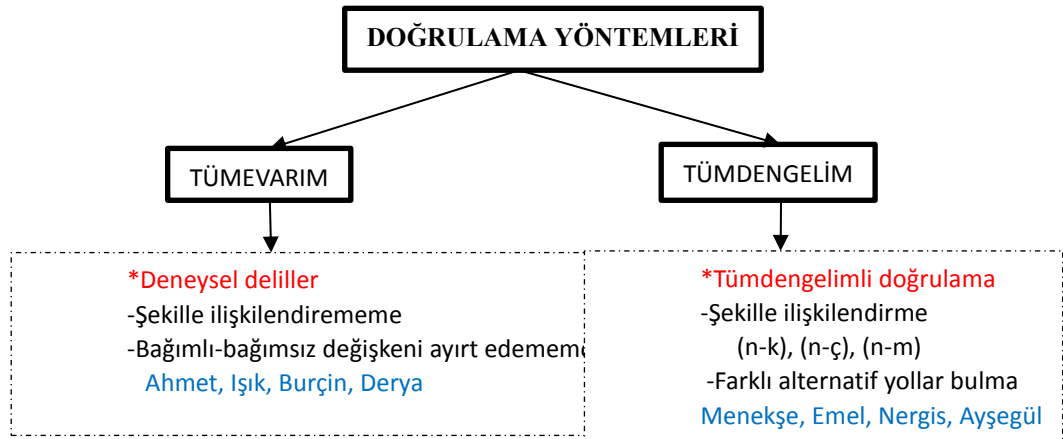 DOĞRULAMA YÖNTEMLERİ
TÜMEVARIM
TÜMDENGELİM
*Deneysel deliller
-Şekille ilişkilendirememe
-Bağımlı-bağımsız değişkeni ayırt edememe
Ahmet, Işık, Burçin, Derya
*Tümdengelimli doğrulama
-Şekille ilişkilendirme
(n-k), (n-ç), (n-m)
-Farklı alternatif yollar bulma
Menekşe, Emel, Nergis, Ayşegül